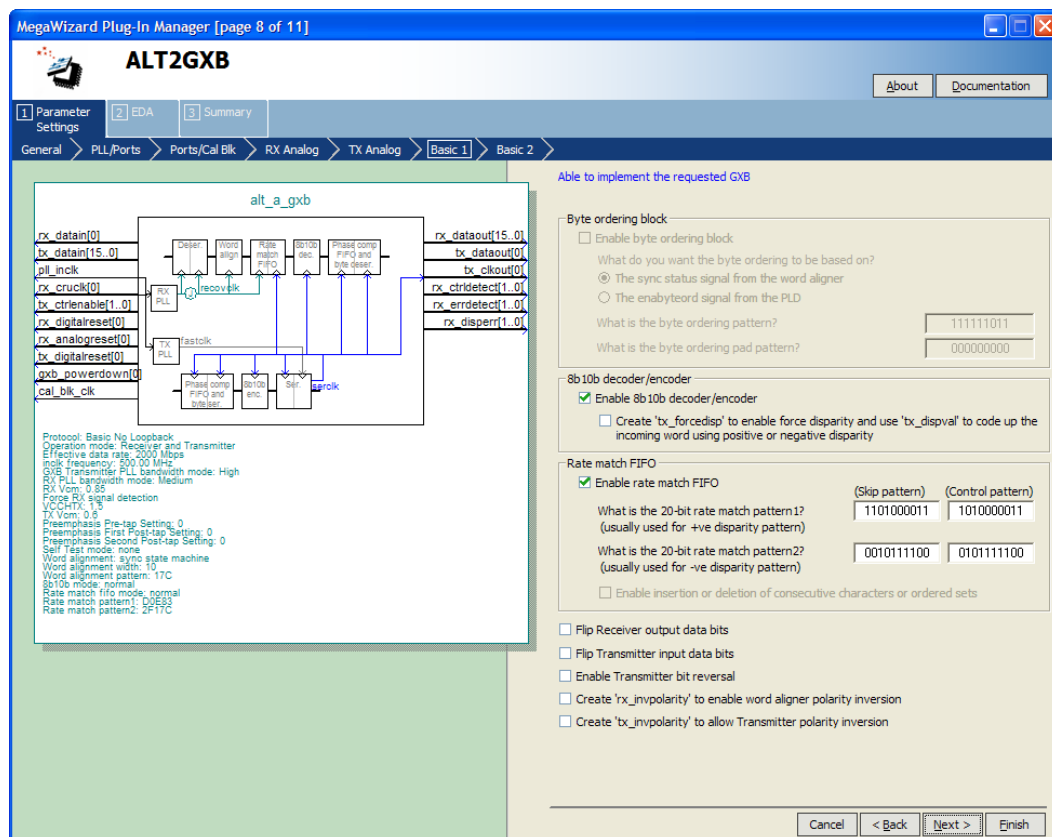 MegaWizard Plug-In Manager [page 8 of 11]
ALT2GXB
About
Documentation
1 Parameter Settings
2 EDA
3 Summary
General
PLL/Ports
Ports/Cal Blk
RX Analog
TX Analog
Basic 1
Basic 2
alt_a_gxb
rx_datain[0]
tx_datain[15..0]
pll_inclk
rx_cruclk[0]
tx_ctrlenable[1..0]
rx_digitalreset[0]
rx_analogreset[0]
tx_digitalreset[0]
gxb_powerdown[0]
cal_blk_clk
Deser.
Word align
Rate match FIFO
8b10b dec.
Phase comp FIFO and byte deser.
RX PLL
recovclk
TX PLL
fastclk
Phase comp FIFO and byte ser.
8b10b enc.
Ser.
serclk
rx_dataout[15..0]
tx_dataout[0]
tx_clkout[0]
rx_ctrldetect[1..0]
rx_errdetect[1..0]
rx_disperr[1..0]
Protocol: Basic No Loopback
Operation mode: Receiver and Transmitter
Effective data rate: 2000 Mbps
inclk frequency: 500.00 MHz
GXB Transmitter PLL bandwidth mode: High
RX PLL bandwidth mode: Medium
RX Vcm: 0.85
Force RX signal detection
VCCHTX: 1.5
TX Vcm: 0.6
Preemphasis Pre-tap Setting: 0
Preemphasis First Post-tap Setting: 0
Preemphasis Second Post-tap Setting: 0
Self Test mode: none
Word alignment: sync state machine
Word alignment width: 10
Word alignment pattern: 17C
8b10b mode: normal
Rate match fifo mode: normal
Rate match pattern1: D0E83
Rate match pattern2: 2F17C
Able to implement the requested GXB
Byte ordering block
Enable byte ordering block
What do you want the byte ordering to be based on?
The sync status signal from the word aligner
The enabyteord signal from the PLD
What is the byte ordering pattern? 111111011
What is the byte ordering pad pattern? 000000000
8b10b decoder/encoder
Enable 8b10b decoder/encoder
Create 'tx_forcedisp' to enable force disparity and use 'tx_dispval' to code up the
incoming word using positive or negative disparity
Rate match FIFO
Enable rate match FIFO
(Skip pattern) (Control pattern)
What is the 20-bit rate match pattern1? 1101000011 1010000011
(usually used for +ve disparity pattern)
What is the 20-bit rate match pattern2? 0010111100 0101111100
(usually used for -ve disparity pattern)
Enable insertion or deletion of consecutive characters or ordered sets
Flip Receiver output data bits
Flip Transmitter input data bits
Enable Transmitter bit reversal
Create 'rx_invpolarity' to enable word aligner polarity inversion
Create 'tx_invpolarity' to allow Transmitter polarity inversion
Cancel
< Back
Next >
Finish